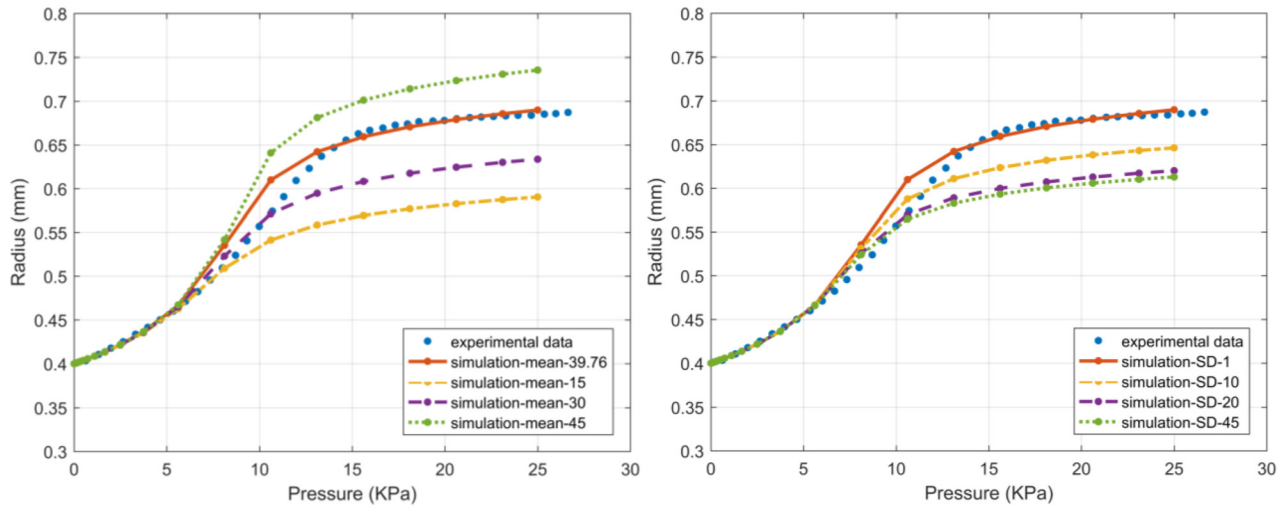 0.8
0.75
0.7
0.65
0.6
0.55
0.5
0.45
0.4
0.35
0.3
Radius (mm)
experimental data
simulation-mean-39.76
simulation-mean-15
simulation-mean-30
simulation-mean-45
0 5 10 15 20 25 30
Pressure (KPa)
0.8
0.75
0.7
0.65
0.6
0.55
0.5
0.45
0.4
0.35
0.3
Radius (mm)
experimental data
simulation-SD-1
simulation-SD-10
simulation-SD-20
simulation-SD-45
0 5 10 15 20 25 30
Pressure (KPa)